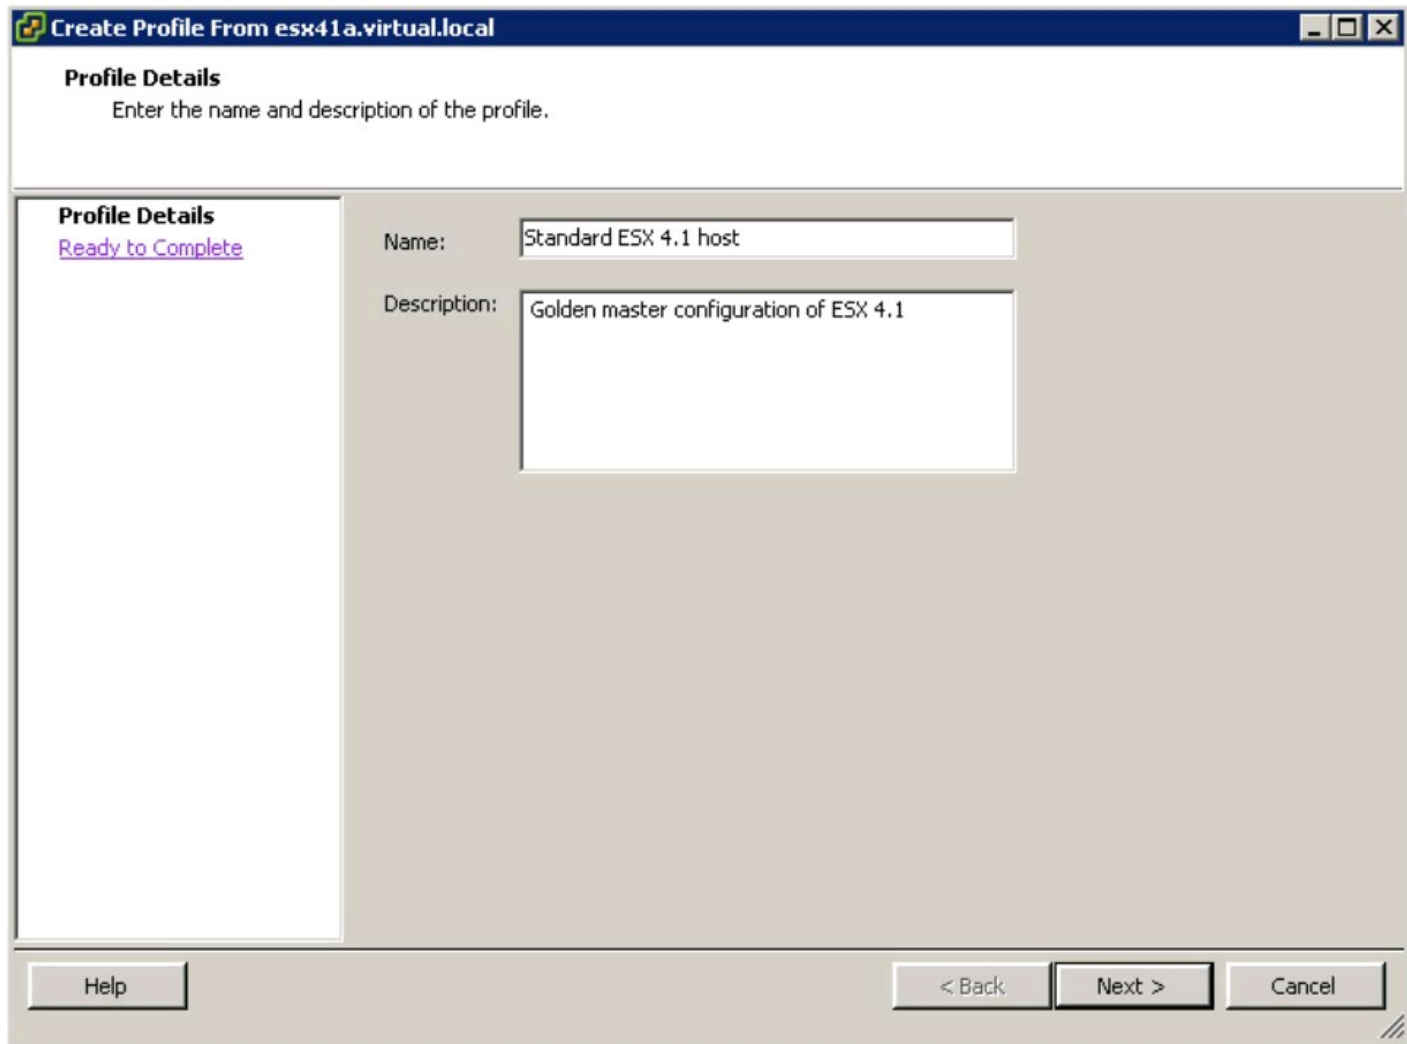 Create Profile From esx41a.virtual.local
Profile Details
Enter the name and description of the profile.
Profile Details
Ready to Complete
Name:
Standard ESX 4.1 host
Description:
Golden master configuration of ESX 4.1
Help
< Back
Next >
Cancel